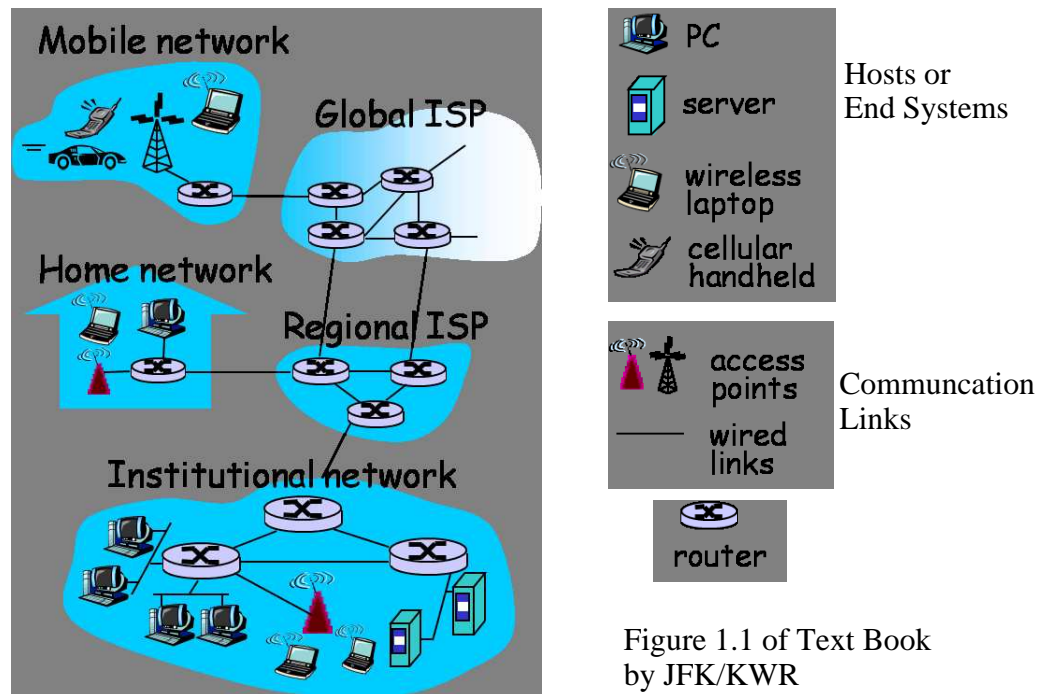 Mobile network
Global ISP
Home network
Regional ISP
Institutional network
PC
server
wireless
laptop
cellular
handheld
Hosts or
End Systems
access
points
wired
links
Communcation
Links
router
Figure 1.1 of Text Book
by JFK/KWR